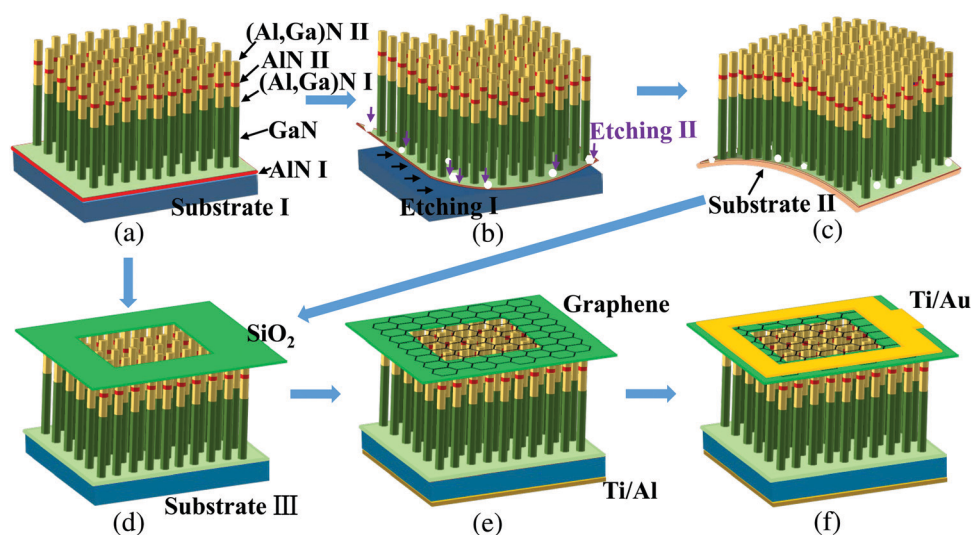 (Al,Ga)N II
AlN II
(Al,Ga)N I
GaN
AlN I
Substrate I
(a)
Etching II
Etching I
(b)
Substrate II
(c)
SiO2
Substrate Ⅲ
(d)
Graphene
Ti/Al
(e)
Ti/Au
(f)